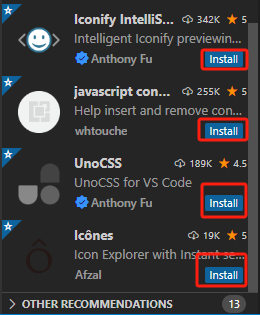 Iconify IntelliS... 342K ★ 5
Intelligent Iconify previewin...
Anthony Fu Install
javascript con... 255K ★ 5
Help insert and remove con...
whtouche Install
UnoCSS 189K ★ 4.5
UnoCSS for VS Code
Anthony Fu Install
Icônes 19K ★ 5
Icon Explorer with Instant se...
Afzal Install
OTHER RECOMMENDATIONS 13